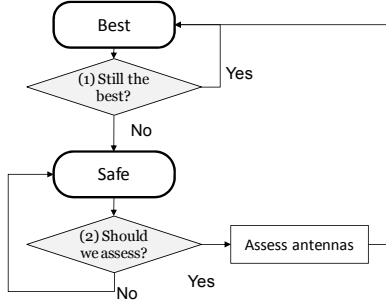 Best
(1) Still the
best?
Yes
No
Safe
(2) Should
we assess?
Assess antennas
Yes
No